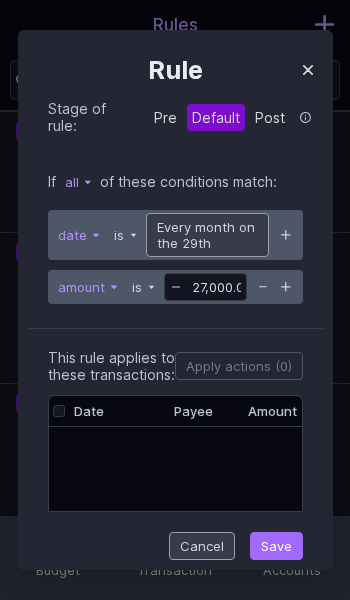 Rules
Rule
Stage of
rule:
Pre Default Post
If all of these conditions match:
date is Every month on
the 29th
amount is − 27,000.0
This rule applies to
these transactions:
Apply actions (0)
Date Payee Amount
Cancel Save
Budget Transaction Accounts